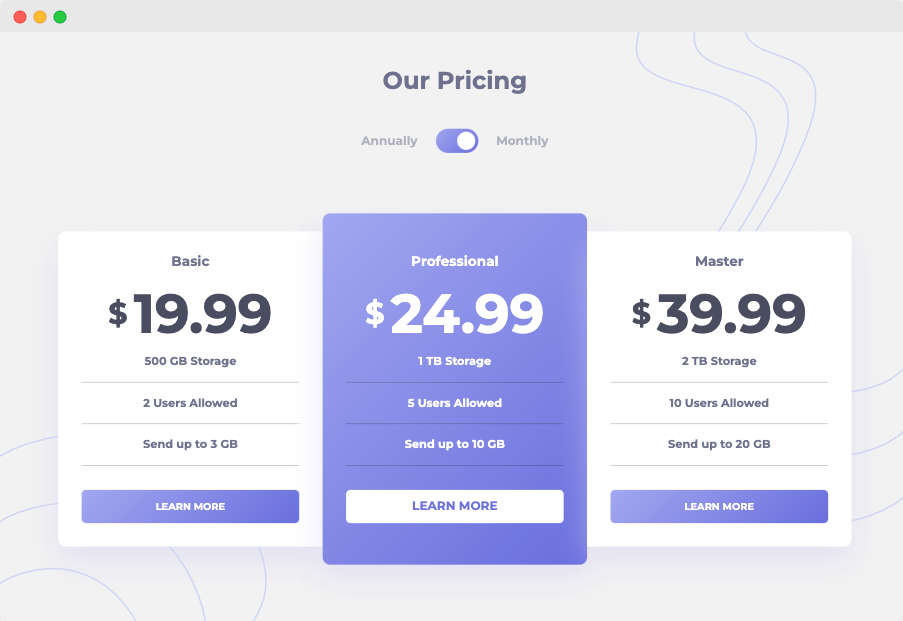 Our Pricing
Annually Monthly
Basic
$ 19.99
500 GB Storage
2 Users Allowed
Send up to 3 GB
LEARN MORE
Professional
$ 24.99
1 TB Storage
5 Users Allowed
Send up to 10 GB
LEARN MORE
Master
$ 39.99
2 TB Storage
10 Users Allowed
Send up to 20 GB
LEARN MORE